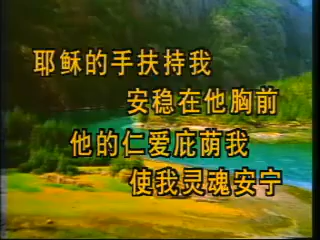 耶稣的手扶持我
安稳在他胸前
他的仁爱庇荫我
使我灵魂安宁